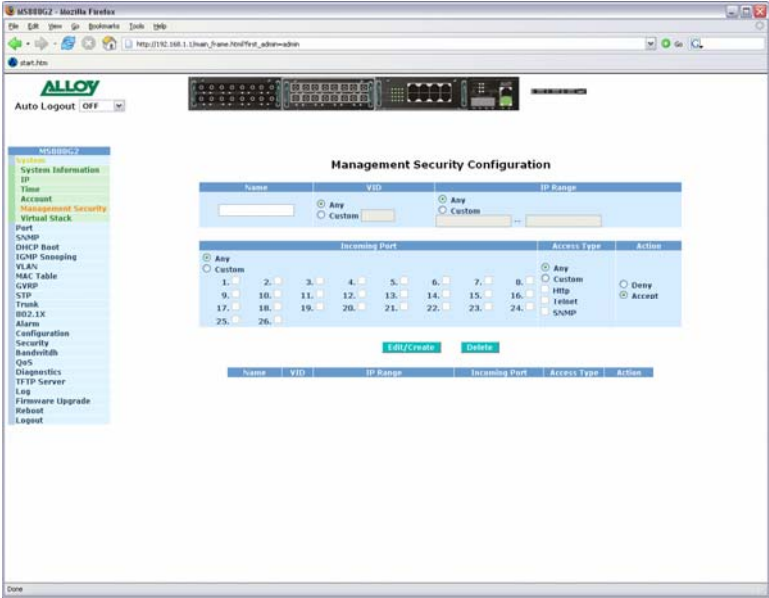 MS880G2 - Mozilla Firefox
File Edit View Go Bookmarks Tools Help
http://192.168.1.1/main_frame.html?first_admin=admin
Go
start.htm
ALLOY
Auto Logout OFF
MS880G2
System
System Information
IP
Time
Account
Management Security
Virtual Stack
Port
SNMP
DHCP Boot
IGMP Snooping
VLAN
MAC Table
GVRP
STP
Trunk
802.1X
Alarm
Configuration
Security
Bandwitdh
QoS
Diagnostics
TFTP Server
Log
Firmware Upgrade
Reboot
Logout
Management Security Configuration
Name VID IP Range
Any
Custom
Any
Custom
--
Incoming Port Access Type Action
Any
Custom
1. 2. 3. 4. 5. 6. 7. 8.
9. 10. 11. 12. 13. 14. 15. 16.
17. 18. 19. 20. 21. 22. 23. 24.
25. 26.
Any
Custom
Http
Telnet
SNMP
Deny
Accept
Edit/Create Delete
Name VID IP Range Incoming Port Access Type Action
Done